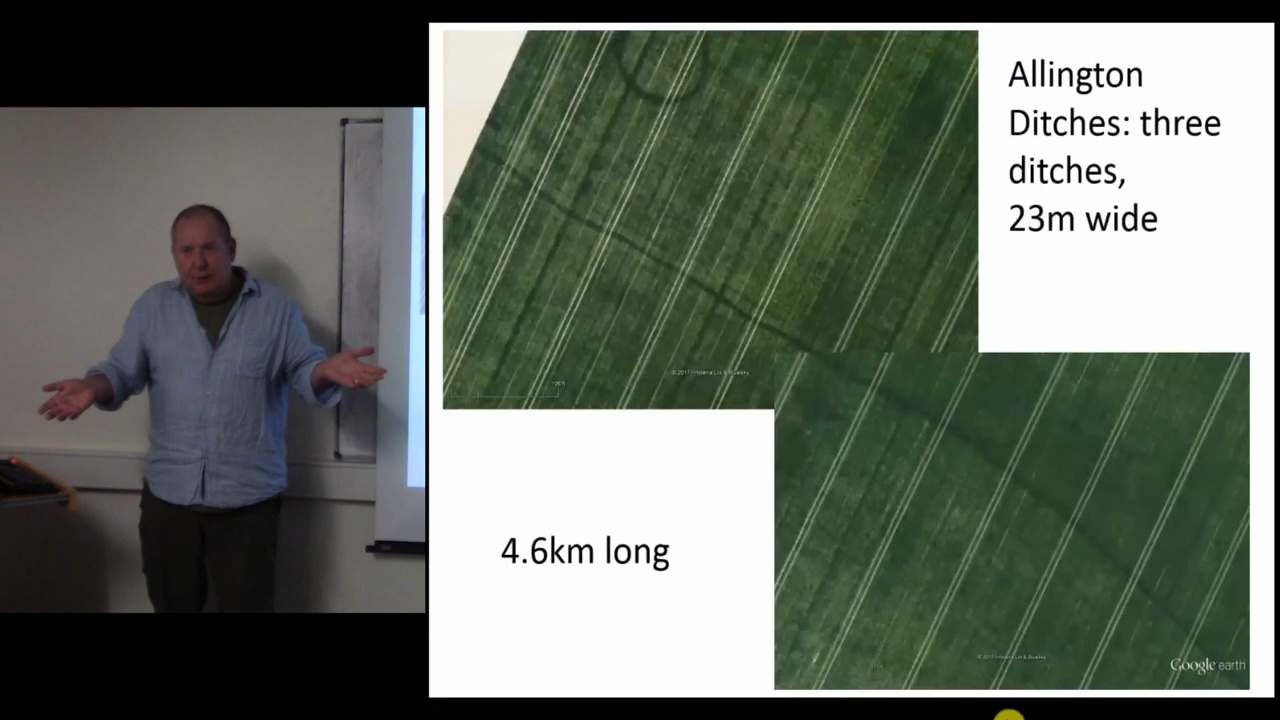 Allington
Ditches: three
ditches,
23m wide
4.6km long
Google earth